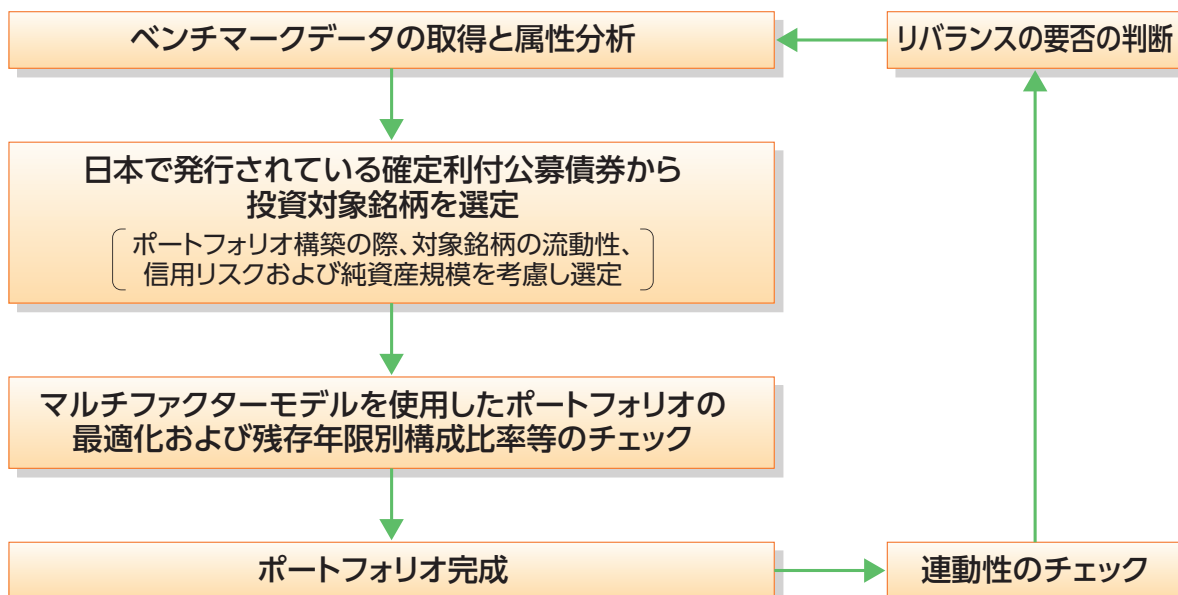 ベンチマークデータの取得と属性分析
リバランスの要否の判断
日本で発行されている確定利付公募債券から
投資対象銘柄を選定
ポートフォリオ構築の際、対象銘柄の流動性、
信用リスクおよび純資産規模を考慮し選定
マルチファクターモデルを使用したポートフォリオの
最適化および残存年限別構成比率等のチェック
ポートフォリオ完成
連動性のチェック